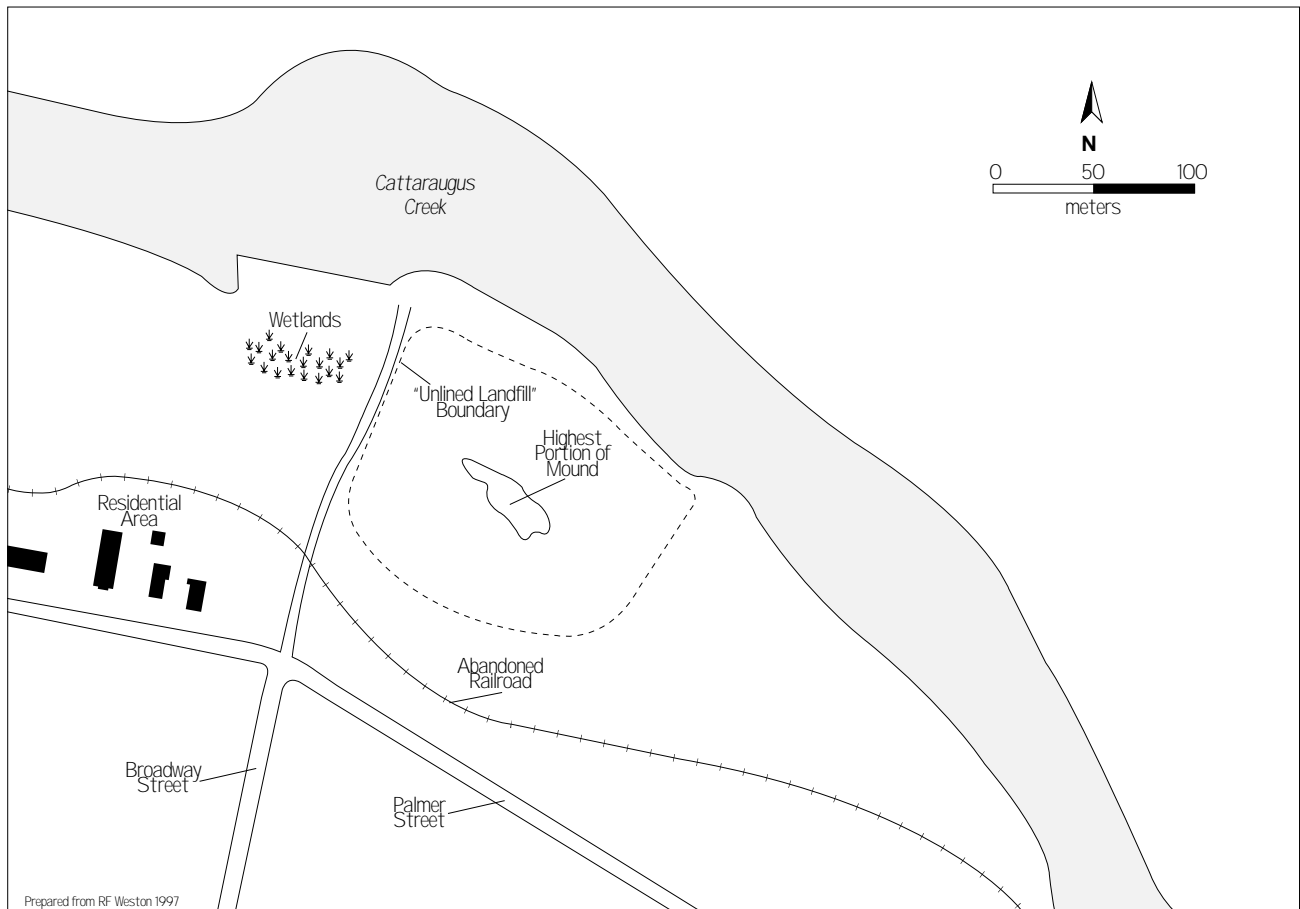 Cattaraugus
Creek
N
0 50 100
meters
Wetlands
"Unlined Landfill"
Boundary
Highest
Portion of
Mound
Residential
Area
Abandoned
Railroad
Broadway
Street
Palmer
Street
Prepared from RF Weston 1997